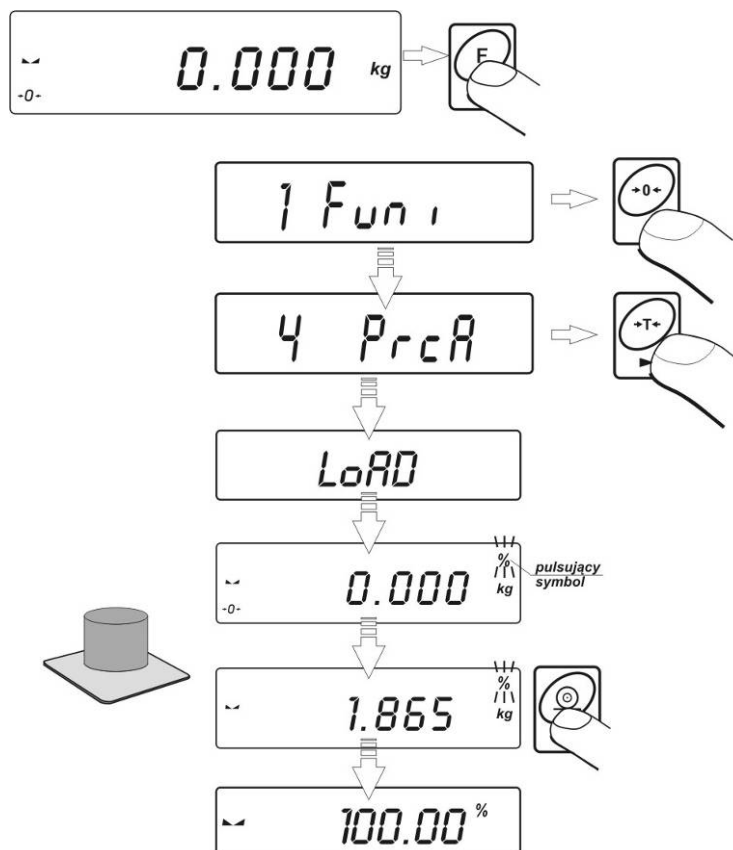 0.000 kg
-0-
F
1 Funi
→0←
4 PrcA
→T←
LoAD
%
0.000 kg
-0-
pulsujący
symbol
%
1.865 kg
100.00 %